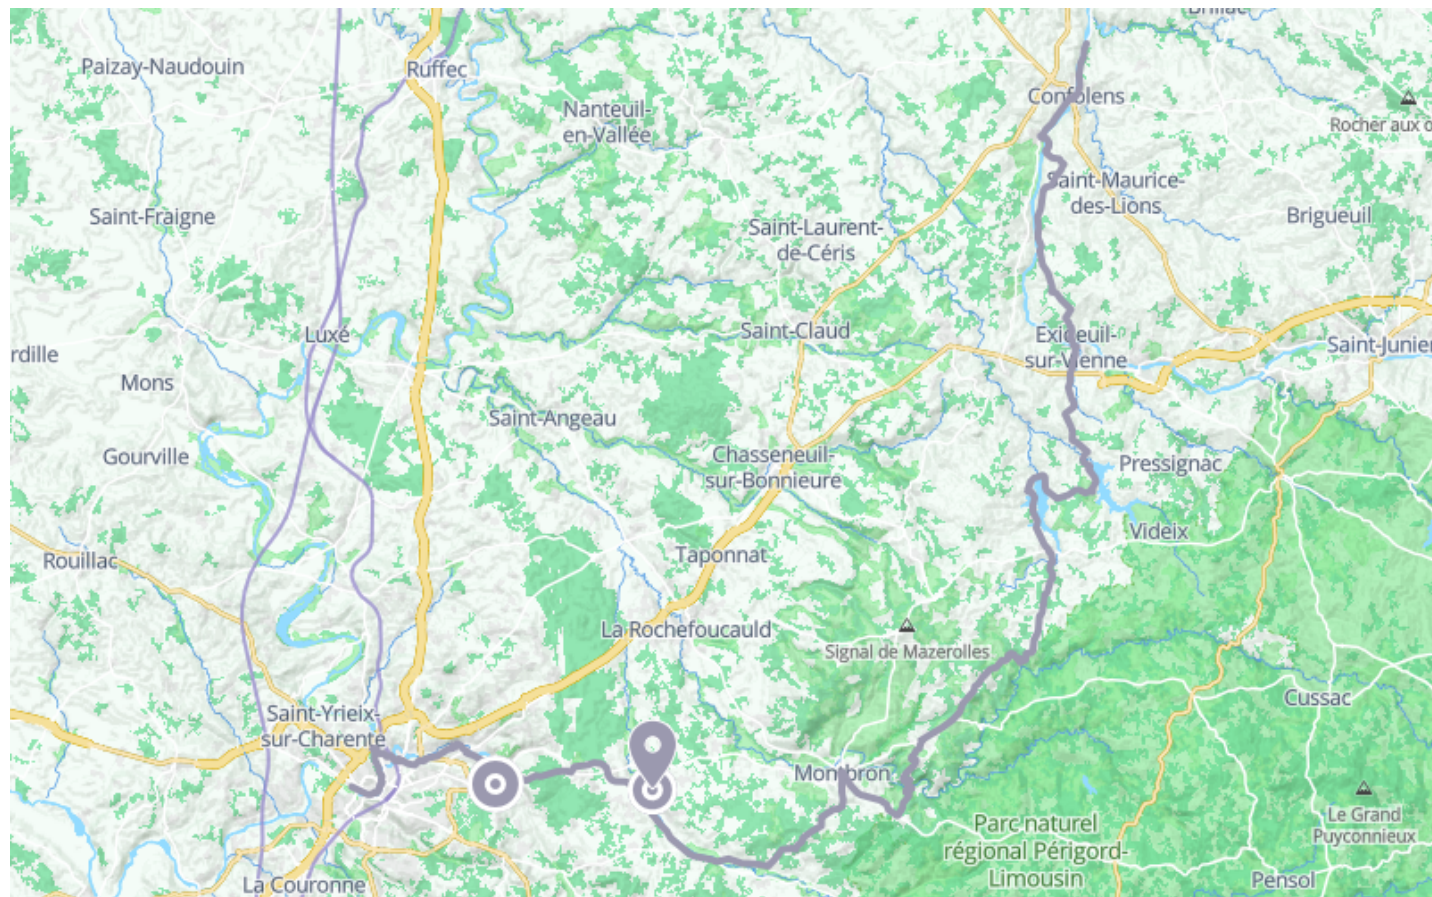 Brillac
Paizay-Naudouin
Ruffec
Nanteuil-
en-Vallée
Confolens
Rocher aux o
Saint-Maurice-
des-Lions
Saint-Fraigne
Brigueuil
Saint-Laurent-
de-Céris
Luxé
Saint-Claud
Exideuil-
sur-Vienne
Saint-Junier
rdille
Mons
Saint-Angeau
Gourville
Chasseneuil-
sur-Bonnieure
Pressignac
Videix
Rouillac
Taponnat
La Rochefoucauld
Signal de Mazerolles
Cussac
Saint-Yrieix-
sur-Charente
Montbron
Le Grand
Puyconnieux
Parc naturel
régional Périgord-
Limousin
La Couronne
Pensol